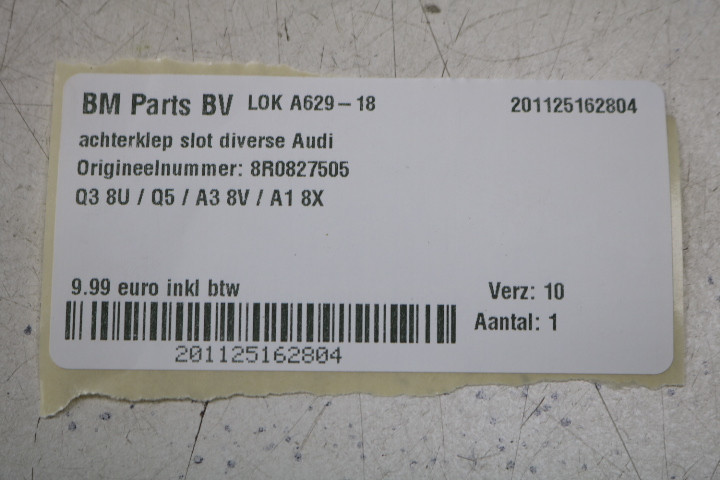 BM Parts BV LOK A629-18 201125162804
achterklep slot diverse Audi
Origineelnummer: 8R0827505
Q3 8U / Q5 / A3 8V / A1 8X
9.99 euro inkl btw Verz: 10
Aantal: 1
201125162804